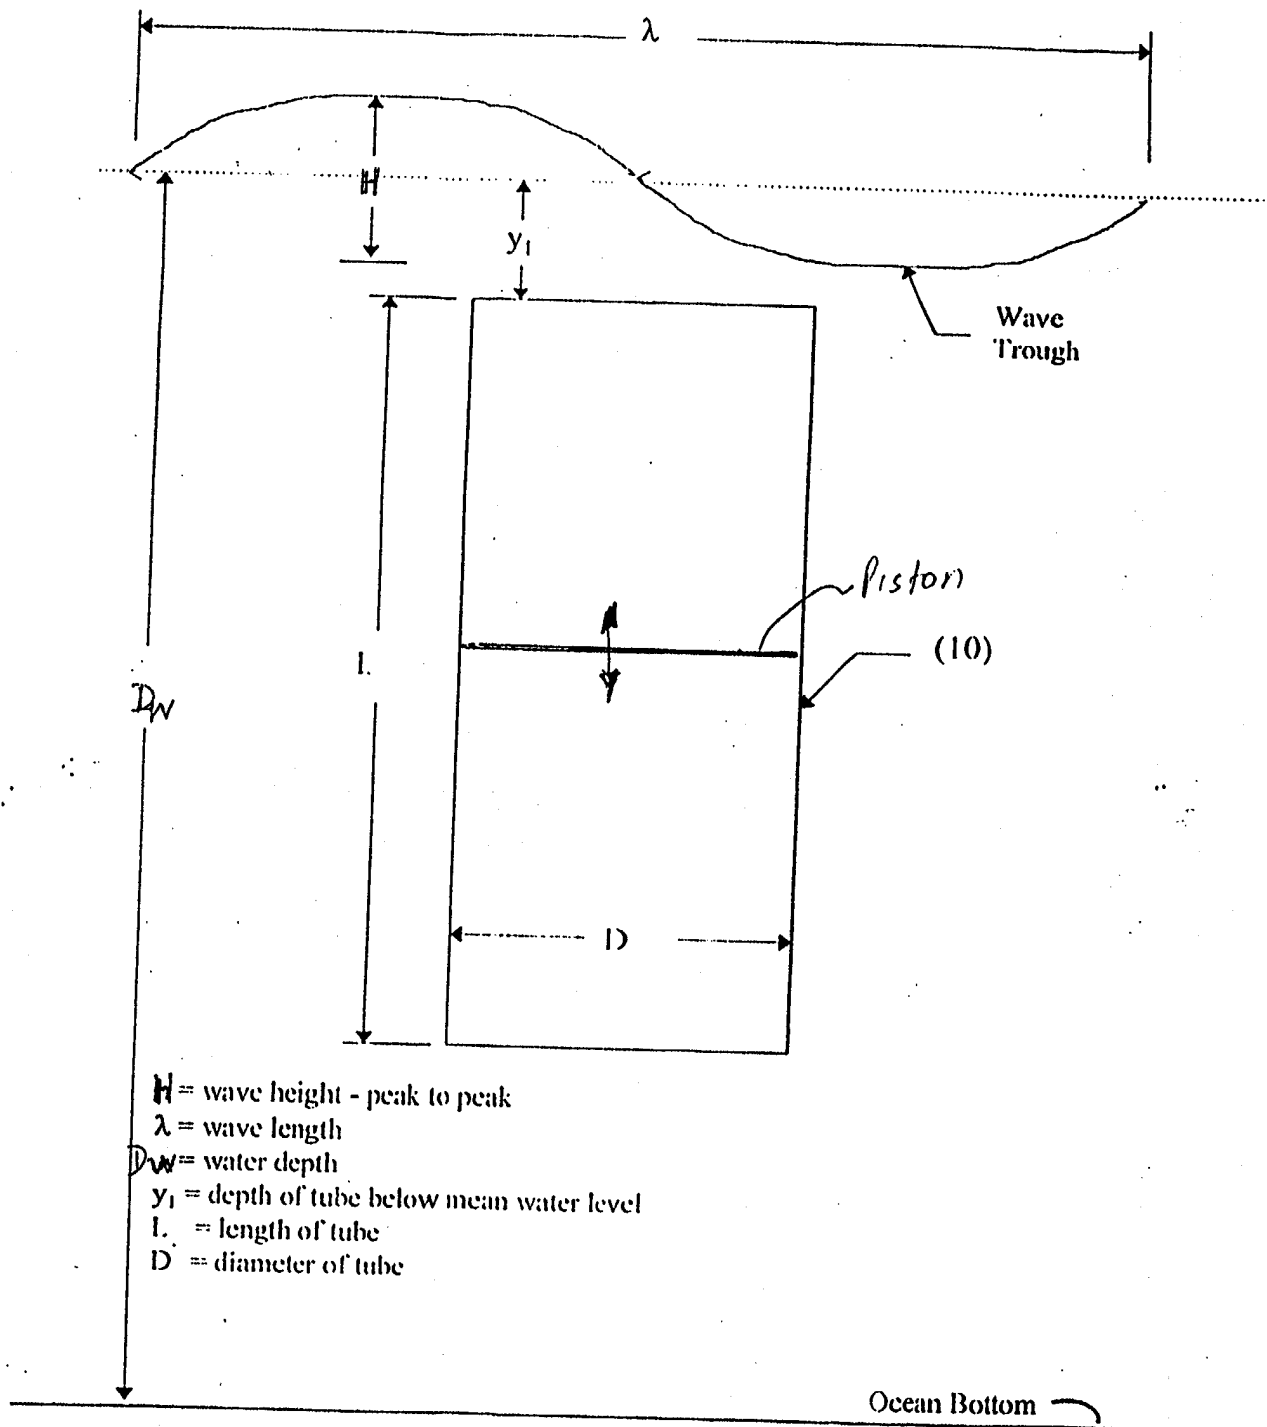 λ
H
y₁
Wave
Trough
Piston
(10)
L
Dw
D
H = wave height - peak to peak
λ = wave length
Dw = water depth
y₁ = depth of tube below mean water level
L = length of tube
D = diameter of tube
Ocean Bottom